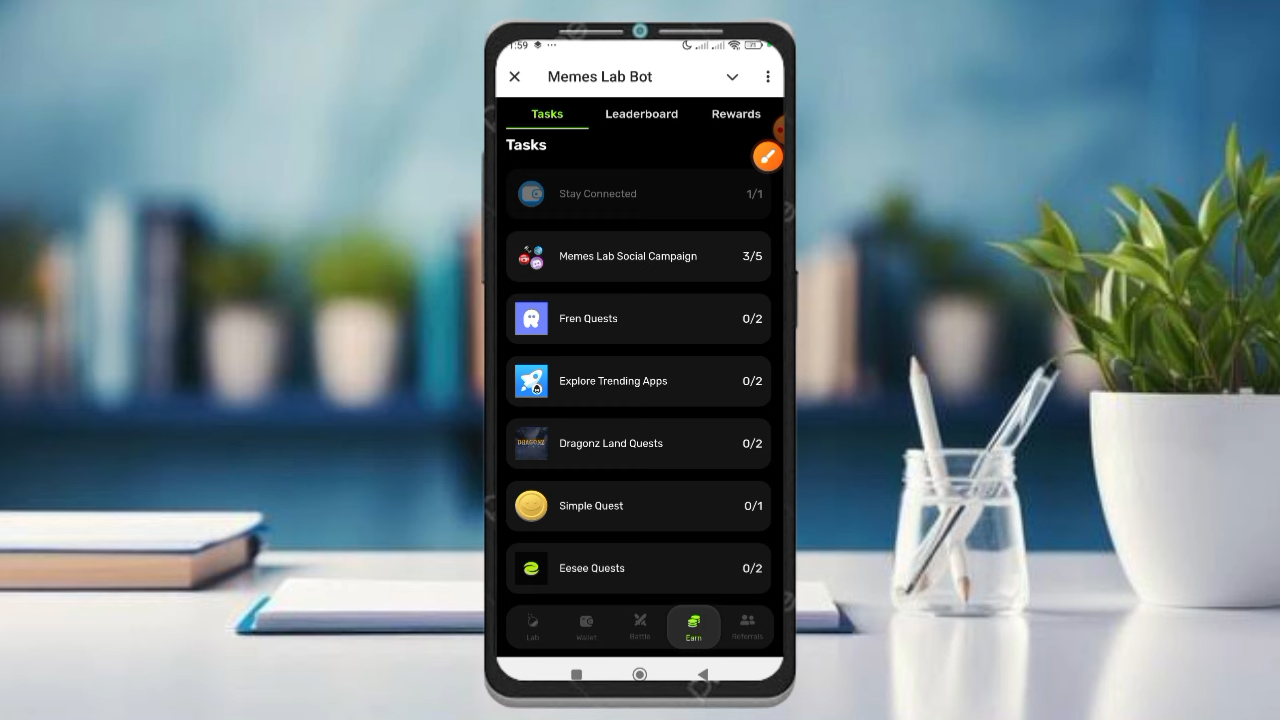 1:59
Memes Lab Bot
Tasks Leaderboard Rewards
Tasks
Stay Connected 1/1
Memes Lab Social Campaign 3/5
Fren Quests 0/2
Explore Trending Apps 0/2
DRAGONZ
Dragonz Land Quests 0/2
Simple Quest 0/1
Eesee Quests 0/2
Lab Wallet Battle Earn Referrals